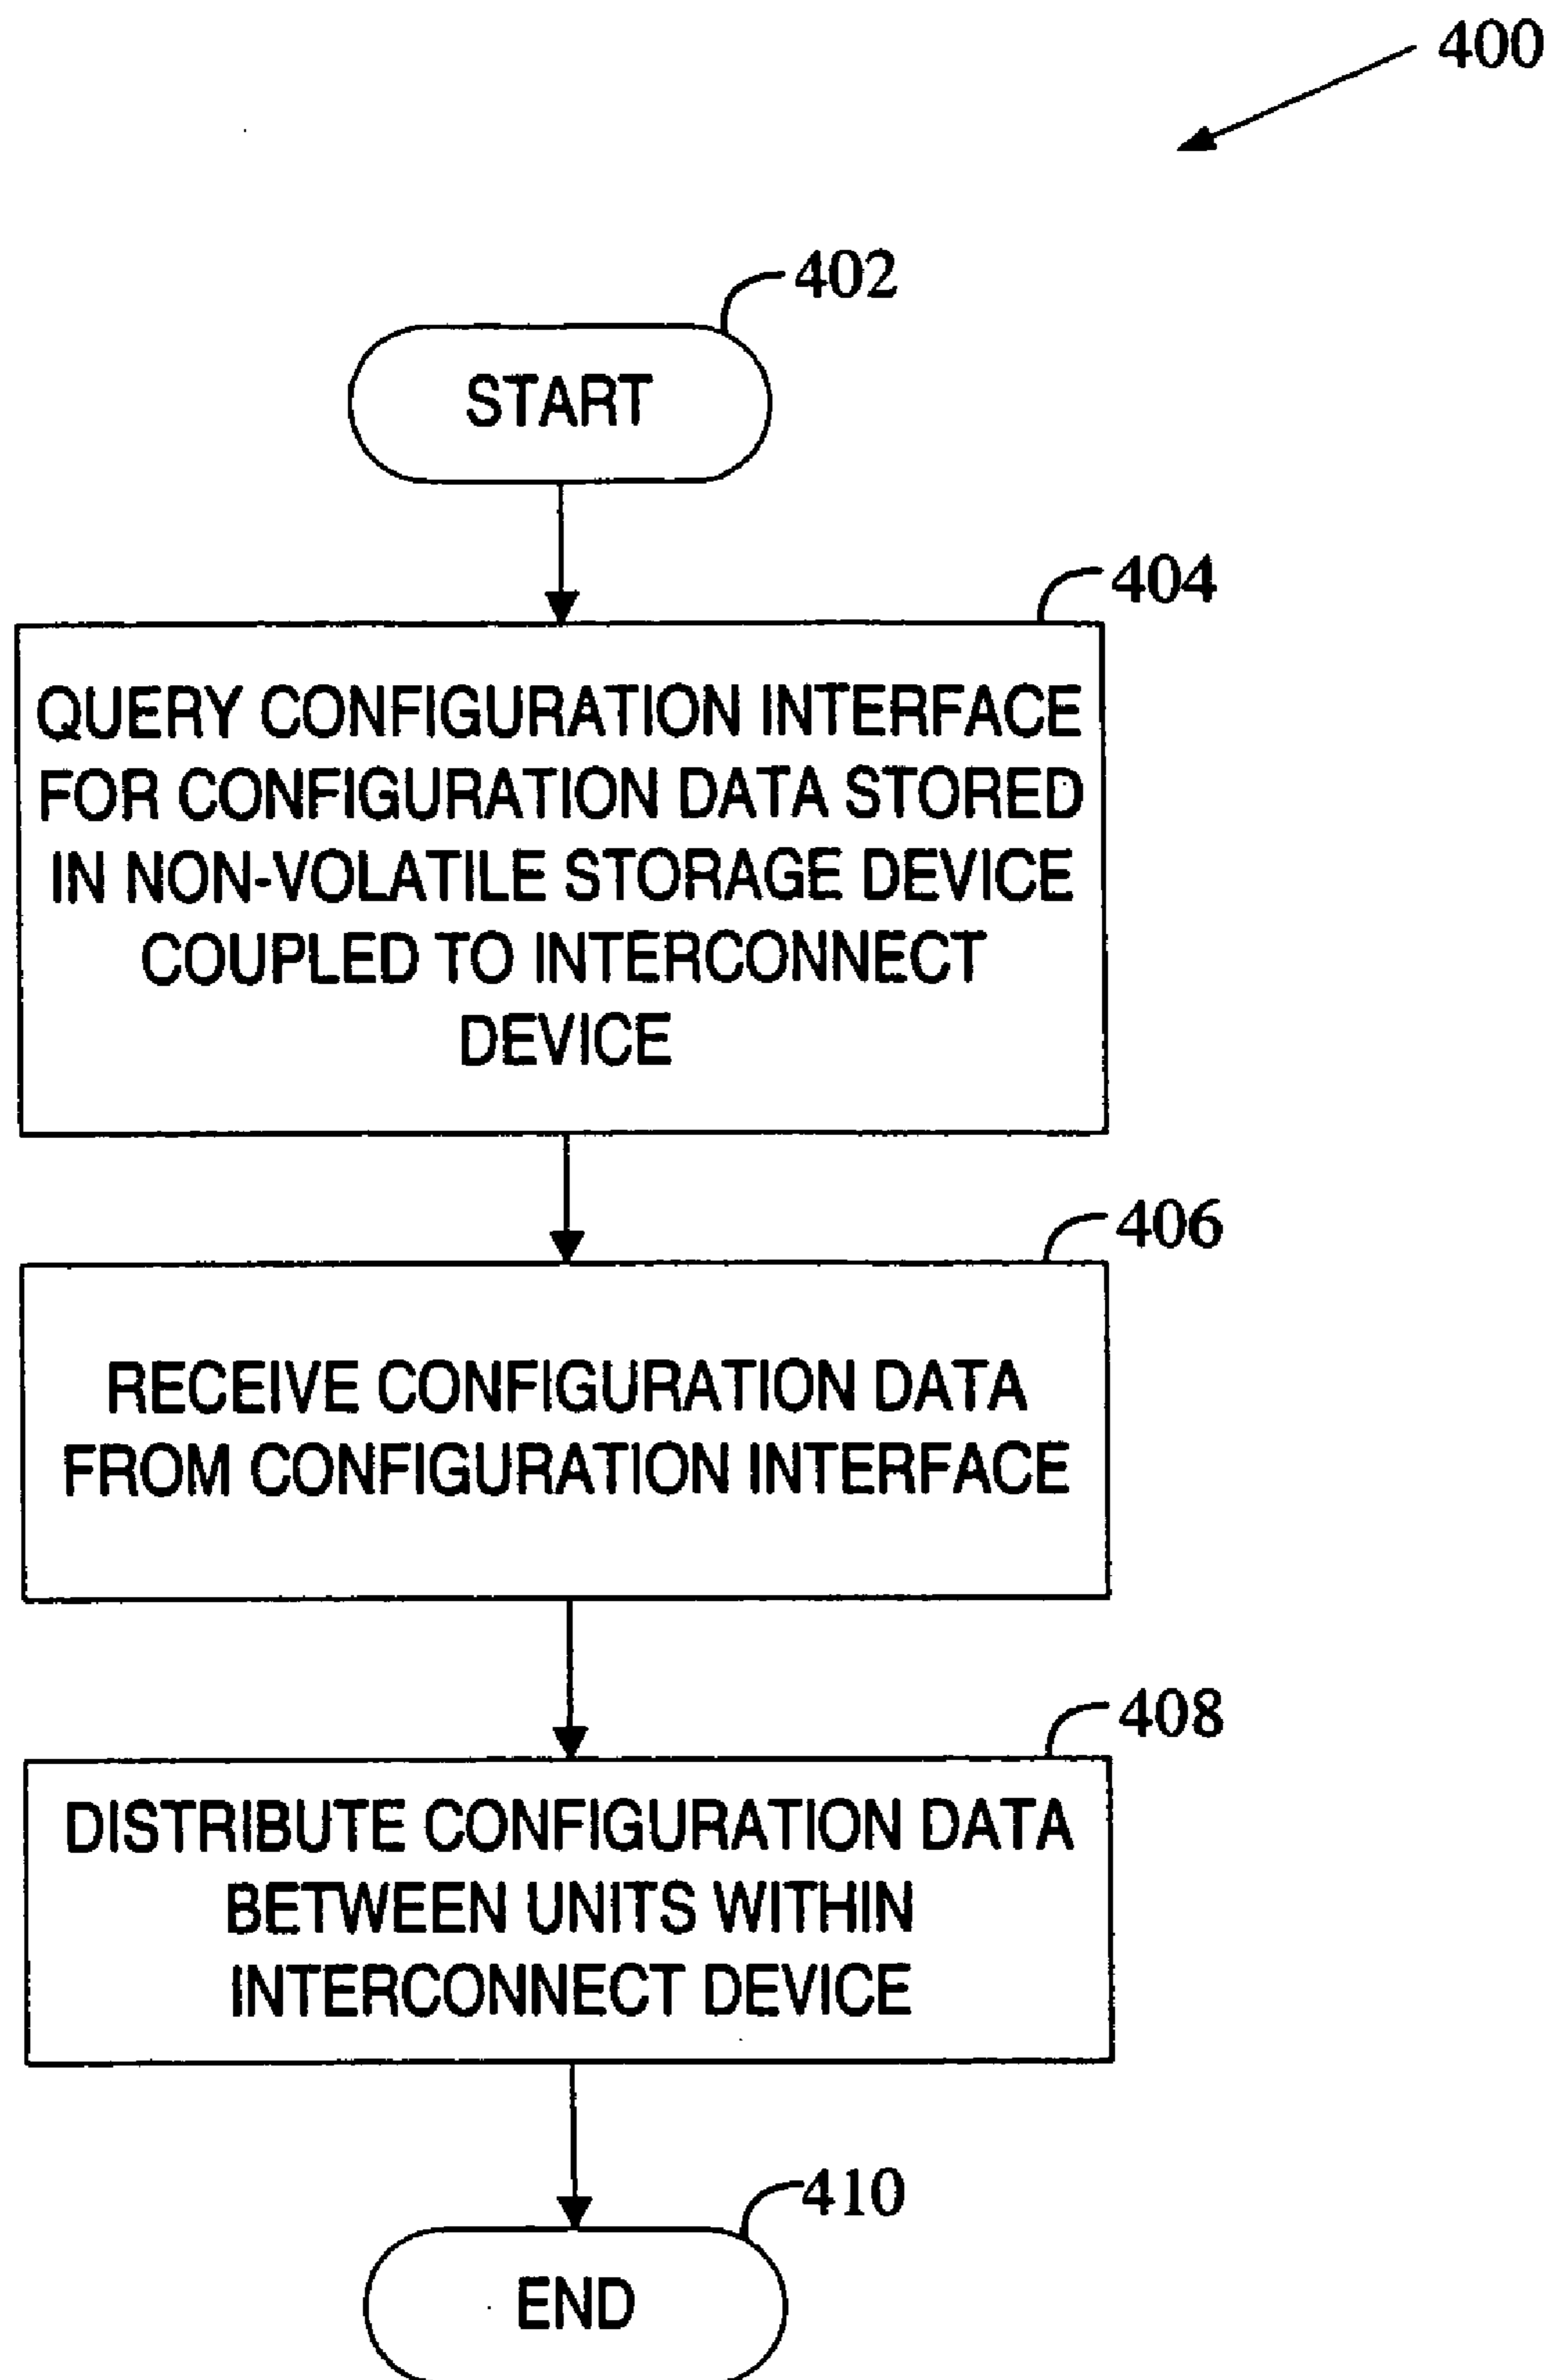 400
402
START
404
QUERY CONFIGURATION INTERFACE
FOR CONFIGURATION DATA STORED
IN NON-VOLATILE STORAGE DEVICE
COUPLED TO INTERCONNECT
DEVICE
406
RECEIVE CONFIGURATION DATA
FROM CONFIGURATION INTERFACE
408
DISTRIBUTE CONFIGURATION DATA
BETWEEN UNITS WITHIN
INTERCONNECT DEVICE
410
END